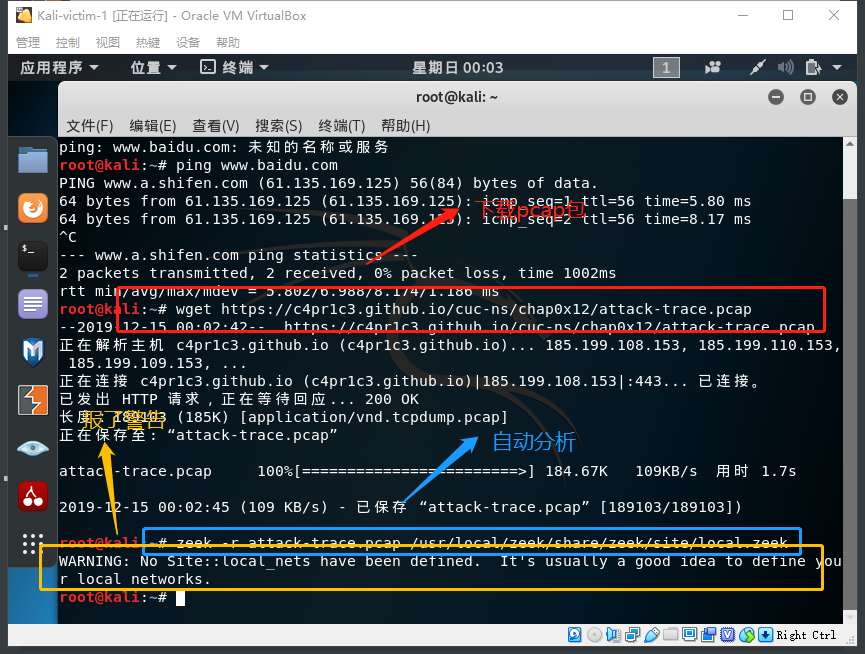 Kali-victim-1 [正在运行] - Oracle VM VirtualBox
管理 控制 视图 热键 设备 帮助
应用程序 位置 终端 星期日 00:03 1
root@kali: ~
文件(F) 编辑(E) 查看(V) 搜索(S) 终端(T) 帮助(H)
ping: www.baidu.com: 未知的名称或服务
root@kali:~# ping www.baidu.com
PING www.a.shifen.com (61.135.169.125) 56(84) bytes of data.
64 bytes from 61.135.169.125 (61.135.169.125): icmp_seq=1 ttl=56 time=5.80 ms
64 bytes from 61.135.169.125 (61.135.169.125): icmp_seq=2 ttl=56 time=8.17 ms
下载pcap包
^C
--- www.a.shifen.com ping statistics ---
2 packets transmitted, 2 received, 0% packet loss, time 1002ms
rtt min/avg/max/mdev = 5.802/6.988/8.174/1.186 ms
root@kali:~# wget https://c4pr1c3.github.io/cuc-ns/chap0x12/attack-trace.pcap
--2019-12-15 00:02:42-- https://c4pr1c3.github.io/cuc-ns/chap0x12/attack-trace.pcap
正在解析主机 c4pr1c3.github.io (c4pr1c3.github.io)... 185.199.108.153, 185.199.110.153,
185.199.109.153, ...
正在连接 c4pr1c3.github.io (c4pr1c3.github.io)|185.199.108.153|:443... 已连接。
已发出 HTTP 请求，正在等待回应... 200 OK
长度：189103 (185K) [application/vnd.tcpdump.pcap]
报了警告
正在保存至: “attack-trace.pcap”
自动分析
attack-trace.pcap 100%[========================>] 184.67K 109KB/s 用时 1.7s
2019-12-15 00:02:45 (109 KB/s) - 已保存 “attack-trace.pcap” [189103/189103])
root@kali:~# zeek -r attack-trace.pcap /usr/local/zeek/share/zeek/site/local.zeek
WARNING: No Site::local_nets have been defined. It's usually a good idea to define you
r local networks.
root@kali:~#
Right Ctrl